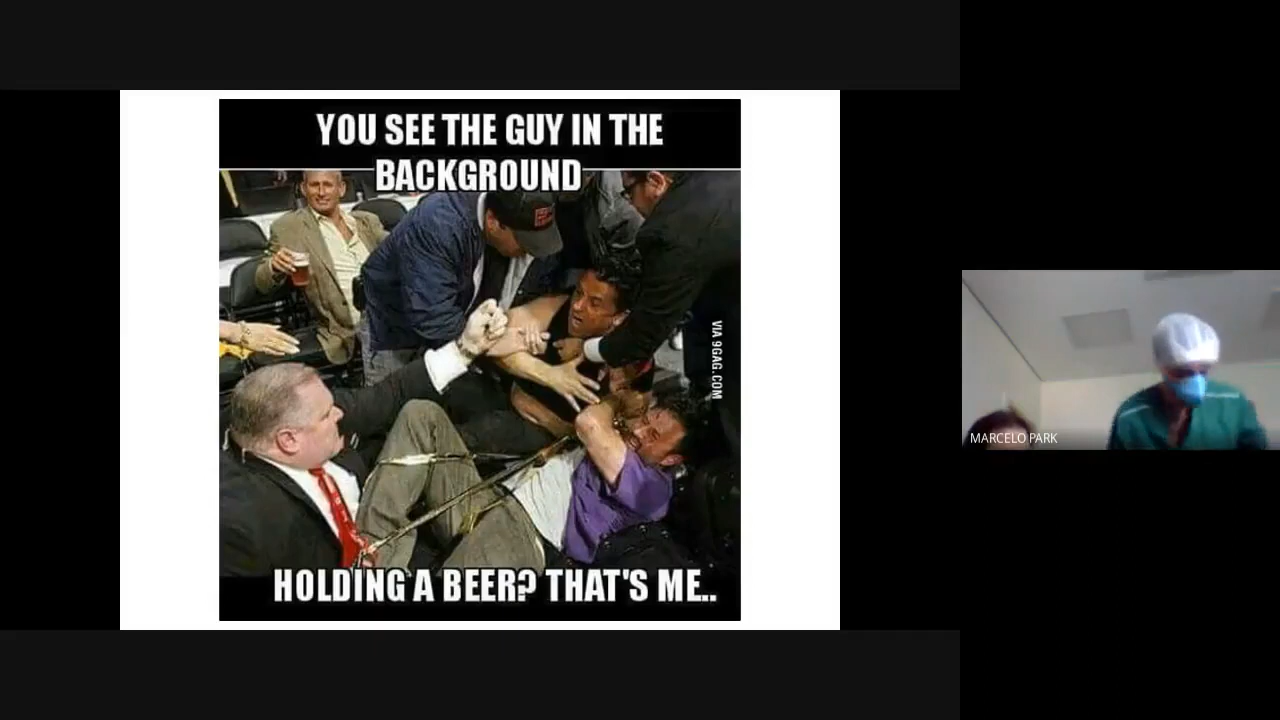 YOU SEE THE GUY IN THE
BACKGROUND
VIA 9GAG.COM
HOLDING A BEER? THAT'S ME..
MARCELO PARK